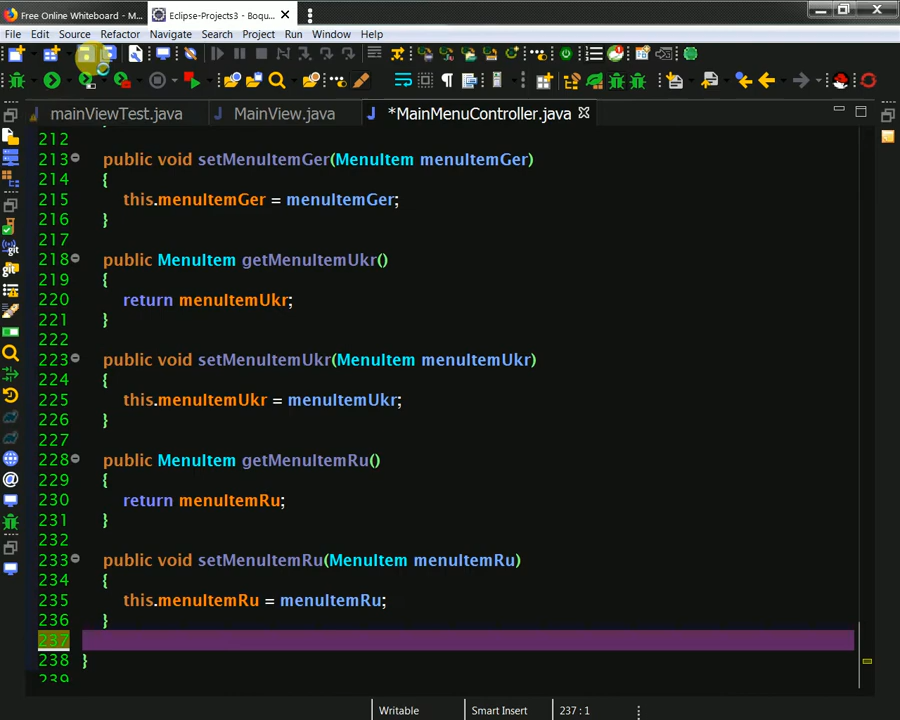 Free Online Whiteboard - M...
Eclipse-Projects3 - Boqu...
File Edit Source Refactor Navigate Search Project Run Window Help
mainViewTest.java MainView.java *MainMenuController.java
212
213 public void setMenuItemGer(MenuItem menuItemGer)
214 {
215 this.menuItemGer = menuItemGer;
216 }
217
218 public MenuItem getMenuItemUkr()
219 {
220 return menuItemUkr;
221 }
222
223 public void setMenuItemUkr(MenuItem menuItemUkr)
224 {
225 this.menuItemUkr = menuItemUkr;
226 }
227
228 public MenuItem getMenuItemRu()
229 {
230 return menuItemRu;
231 }
232
233 public void setMenuItemRu(MenuItem menuItemRu)
234 {
235 this.menuItemRu = menuItemRu;
236 }
237
238 }
239
Writable Smart Insert 237 : 1